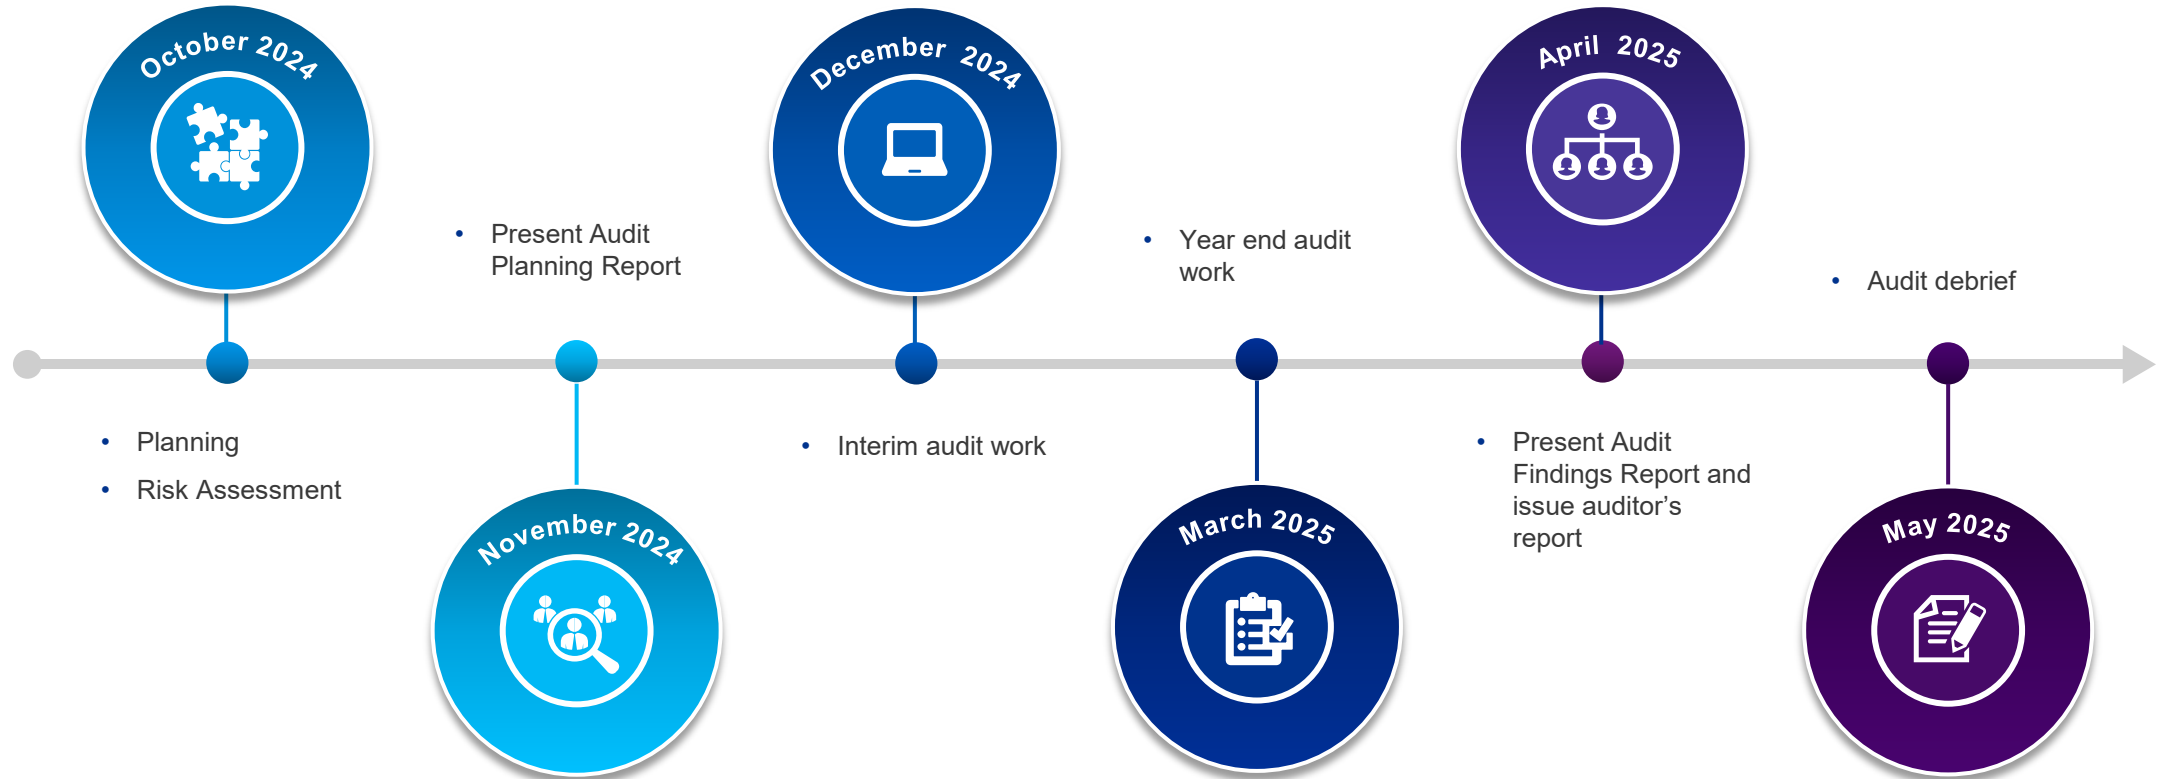 October 2024
• Planning
• Risk Assessment
• Present Audit
Planning Report
November 2024
December 2024
• Interim audit work
• Year end audit
work
March 2025
April 2025
• Present Audit
Findings Report and
issue auditor’s
report
• Audit debrief
May 2025